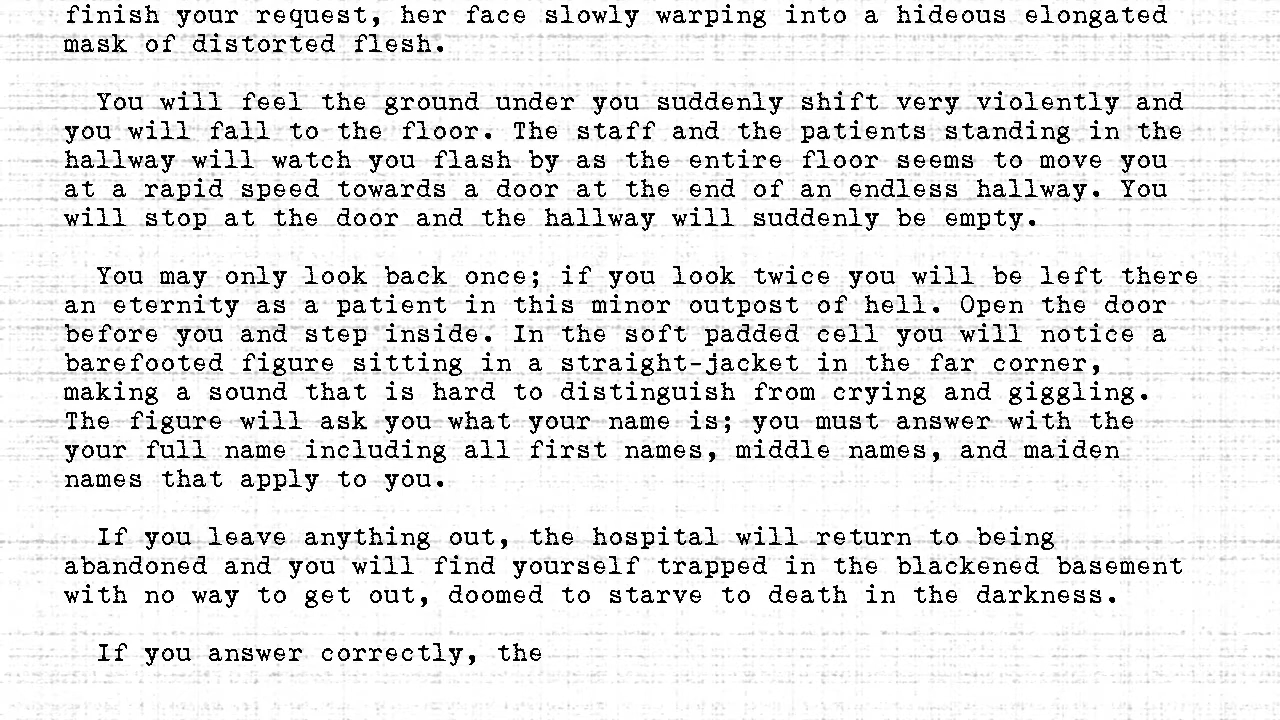 finish your request, her face slowly warping into a hideous elongated
mask of distorted flesh.
You will feel the ground under you suddenly shift very violently and
you will fall to the floor. The staff and the patients standing in the
hallway will watch you flash by as the entire floor seems to move you
at a rapid speed towards a door at the end of an endless hallway. You
will stop at the door and the hallway will suddenly be empty.
You may only look back once; if you look twice you will be left there
an eternity as a patient in this minor outpost of hell. Open the door
before you and step inside. In the soft padded cell you will notice a
barefooted figure sitting in a straight-jacket in the far corner,
making a sound that is hard to distinguish from crying and giggling.
The figure will ask you what your name is; you must answer with the
your full name including all first names, middle names, and maiden
names that apply to you.
If you leave anything out, the hospital will return to being
abandoned and you will find yourself trapped in the blackened basement
with no way to get out, doomed to starve to death in the darkness.
If you answer correctly, the